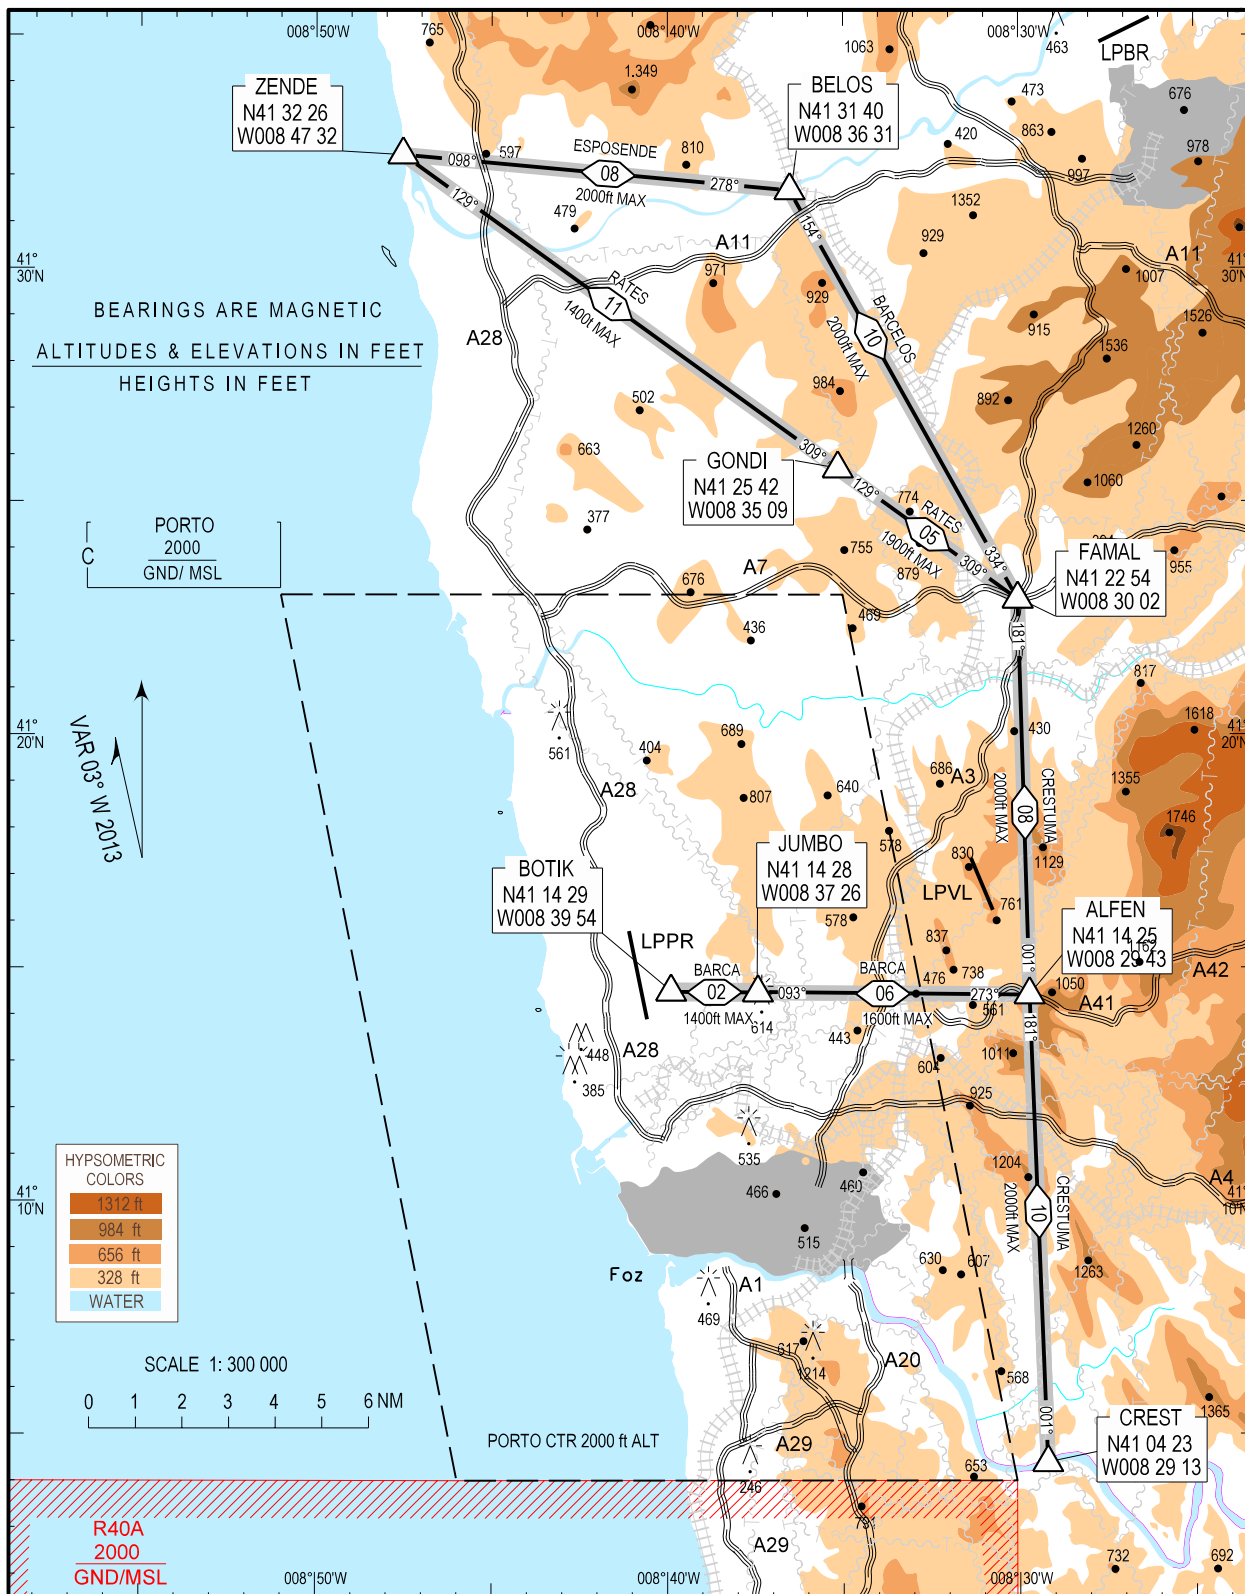 008°50'W
008°40'W
008°30'W
765
1.349
1063
463
LPBR
676
473
863
420
978
997
ZENDE
N41 32 26
W008 47 32
BELOS
N41 31 40
W008 36 31
597
ESPOSENDE
810
098°
08
278°
2000ft MAX
129°
479
154°
1352
929
A11
A11
41°
30'N
41°
30'N
971
929
1007
RATES
11
1400t MAX
BARCELOS
10
2000ft MAX
915
1526
1536
BEARINGS ARE MAGNETIC
ALTITUDES & ELEVATIONS IN FEET
HEIGHTS IN FEET
A28
984
892
502
1260
663
309°
GONDI
N41 25 42
W008 35 09
129°
1060
774
RATES
05
1900ft MAX
377
755
879
309°
334°
FAMAL
N41 22 54
W008 30 02
955
C
PORTO
2000
GND/ MSL
A7
676
469
436
181°
817
VAR 03° W 2013
41°
20'N
41°
20'N
561
404
689
430
1618
A28
807
640
686
A3
CRESTUMA
08
2000ft MAX
1355
1746
578
830
1129
BOTIK
N41 14 29
W008 39 54
JUMBO
N41 14 28
W008 37 26
LPVL
761
578
ALFEN
N41 14 25
W008 29 43
1162
LPPR
837
738
001°
A42
BARCA
02
1400ft MAX
093°
BARCA
06
1600ft MAX
476
273°
561
1050
A41
614
443
181°
A28
448
385
604
1011
925
535
1204
A4
41°
10'N
466
460
CRESTUMA
10
2000ft MAX
515
HYPSOMETRIC
COLORS
1312 ft
984 ft
656 ft
328 ft
WATER
Foz
A1
630
607
1263
469
617
1214
A20
568
1365
SCALE 1: 300 000
0 1 2 3 4 5 6 NM
001°
CREST
N41 04 23
W008 29 13
PORTO CTR 2000 ft ALT
A29
246
653
R40A
2000
GND/MSL
A29
732
692
008°50'W
008°40'W
008°30'W